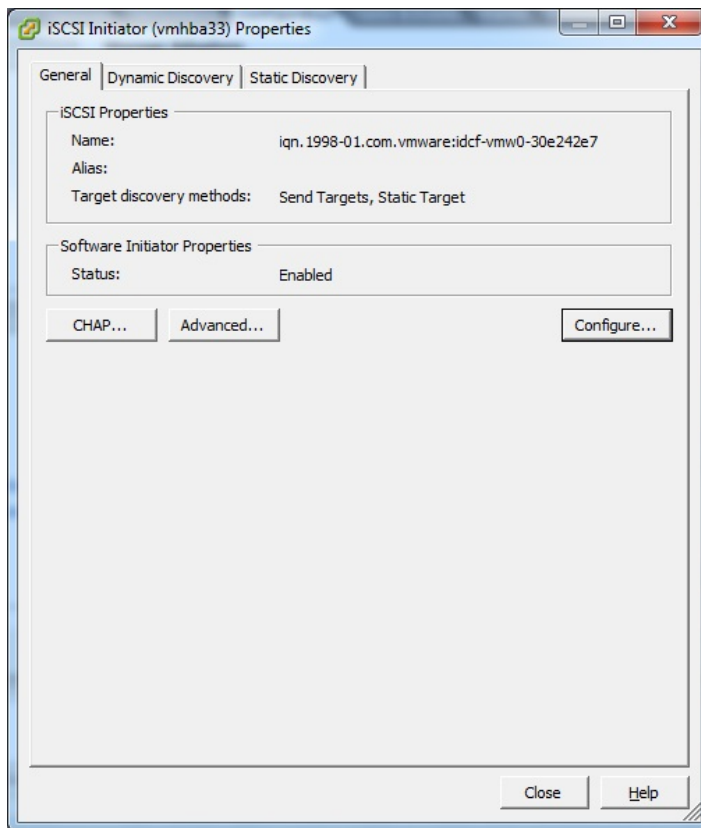 iSCSI Initiator (vmhba33) Properties
General Dynamic Discovery Static Discovery
iSCSI Properties
Name: iqn.1998-01.com.vmware:idcf-vmw0-30e242e7
Alias:
Target discovery methods: Send Targets, Static Target
Software Initiator Properties
Status: Enabled
CHAP... Advanced... Configure...
Close Help